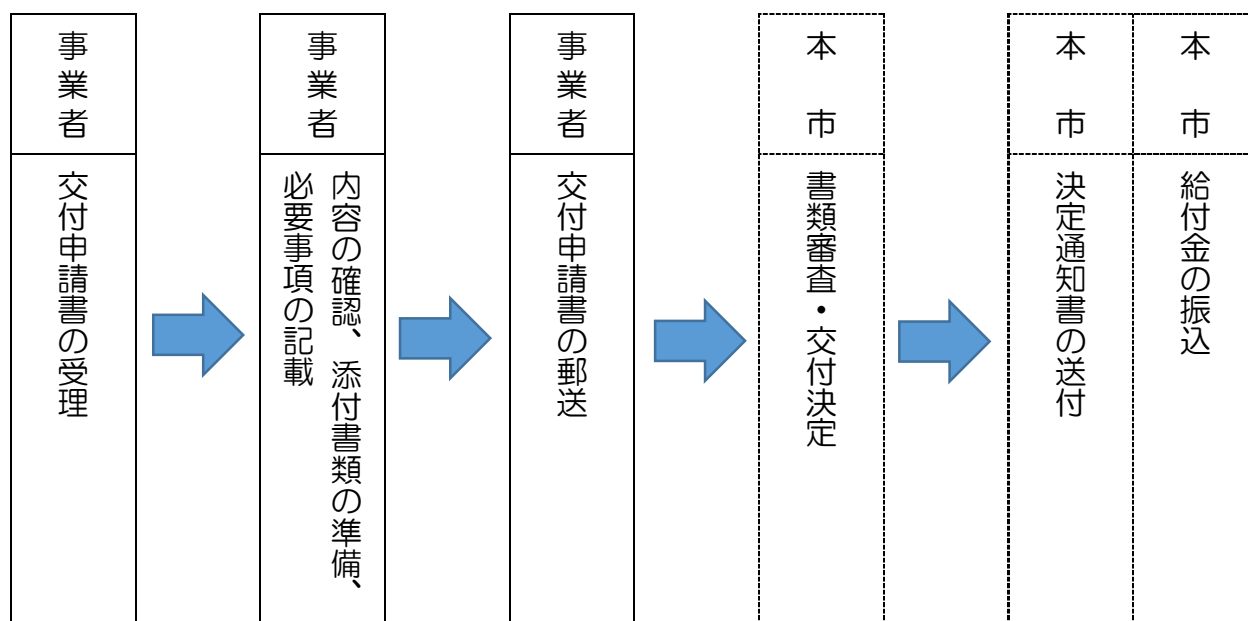 事業者
交付申請書の受理
事業者
内容の確認、添付書類の準備、
必要事項の記載
事業者
交付申請書の郵送
本市
書類審査・交付決定
本市
決定通知書の送付
本市
給付金の振込